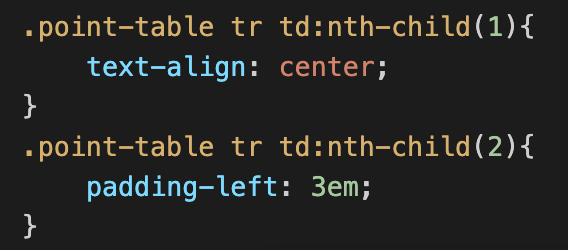 .point-table tr td:nth-child(1){
    text-align: center;
}
.point-table tr td:nth-child(2){
    padding-left: 3em;
}